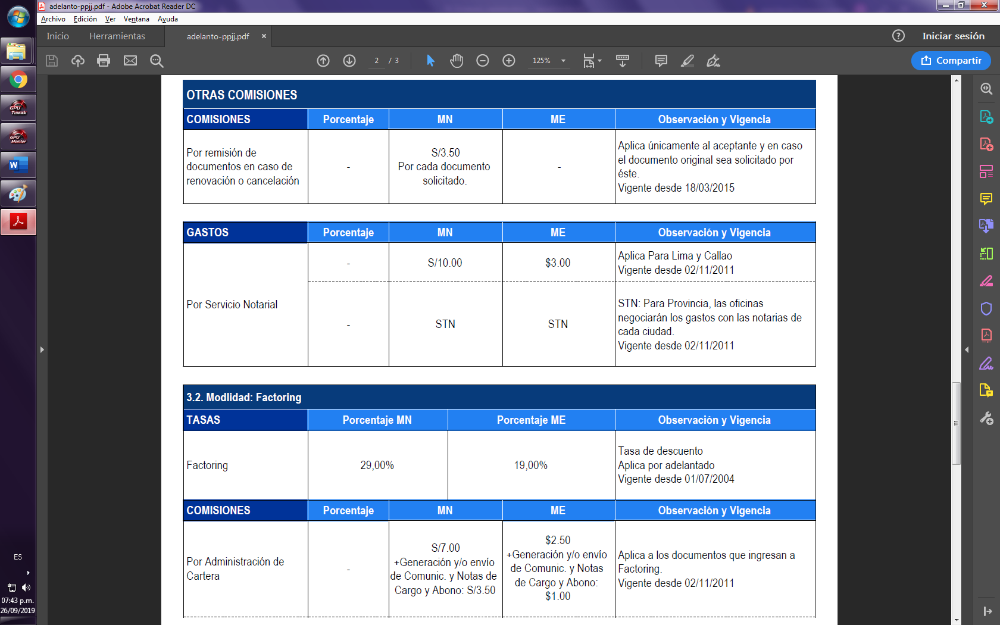 adelanto-ppjj.pdf - Adobe Acrobat Reader DC
Archivo Edición Ver Ventana Ayuda
Inicio Herramientas adelanto-ppjj.pdf × ? Iniciar sesión
2 / 3 125% Compartir
OTRAS COMISIONES
COMISIONES Porcentaje MN ME Observación y Vigencia
Por remisión de
documentos en caso de
renovación o cancelación
-
S/3.50
Por cada documento
solicitado.
-
Aplica únicamente al aceptante y en caso
el documento original sea solicitado por
éste.
Vigente desde 18/03/2015
GASTOS Porcentaje MN ME Observación y Vigencia
Por Servicio Notarial
- S/10.00 $3.00
Aplica Para Lima y Callao
Vigente desde 02/11/2011
- STN STN
STN: Para Provincia, las oficinas
negociarán los gastos con las notarias de
cada ciudad.
Vigente desde 02/11/2011
3.2. Modlidad: Factoring
TASAS Porcentaje MN Porcentaje ME Observación y Vigencia
Factoring 29,00% 19,00%
Tasa de descuento
Aplica por adelantado
Vigente desde 01/07/2004
COMISIONES Porcentaje MN ME Observación y Vigencia
Por Administración de
Cartera
-
S/7.00
+Generación y/o envío
de Comunic. y Notas de
Cargo y Abono: S/3.50
$2.50
+Generación y/o envío
de Comunic. y Notas
de Cargo y Abono:
$1.00
Aplica a los documentos que ingresan a
Factoring.
Vigente desde 02/11/2011
GPU
Tweak
GPU
Monitor
W
ES
07:43 p.m.
26/09/2019